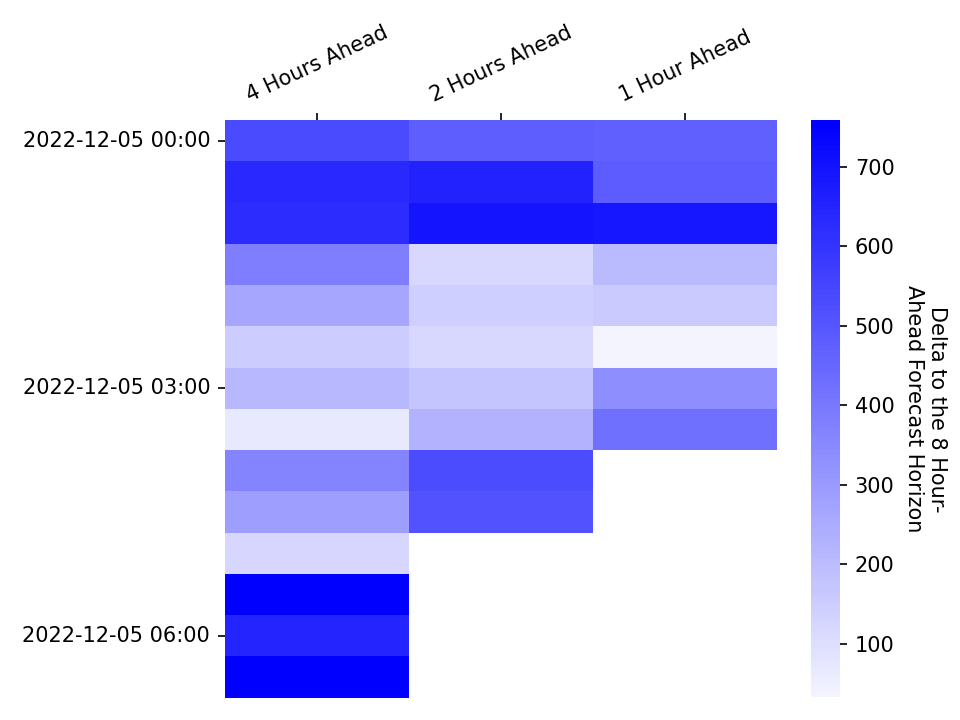 4 Hours Ahead
2 Hours Ahead
1 Hour Ahead
2022-12-05 00:00
2022-12-05 03:00
2022-12-05 06:00
700
600
500
400
300
200
100
Delta to the 8 Hour-
Ahead Forecast Horizon